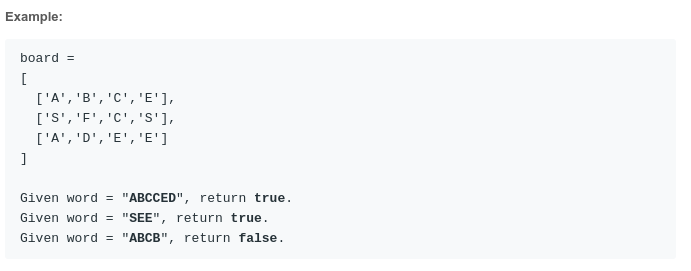 Example:
board =
[
  ['A','B','C','E'],
  ['S','F','C','S'],
  ['A','D','E','E']
]
Given word = "ABCCED", return true.
Given word = "SEE", return true.
Given word = "ABCB", return false.